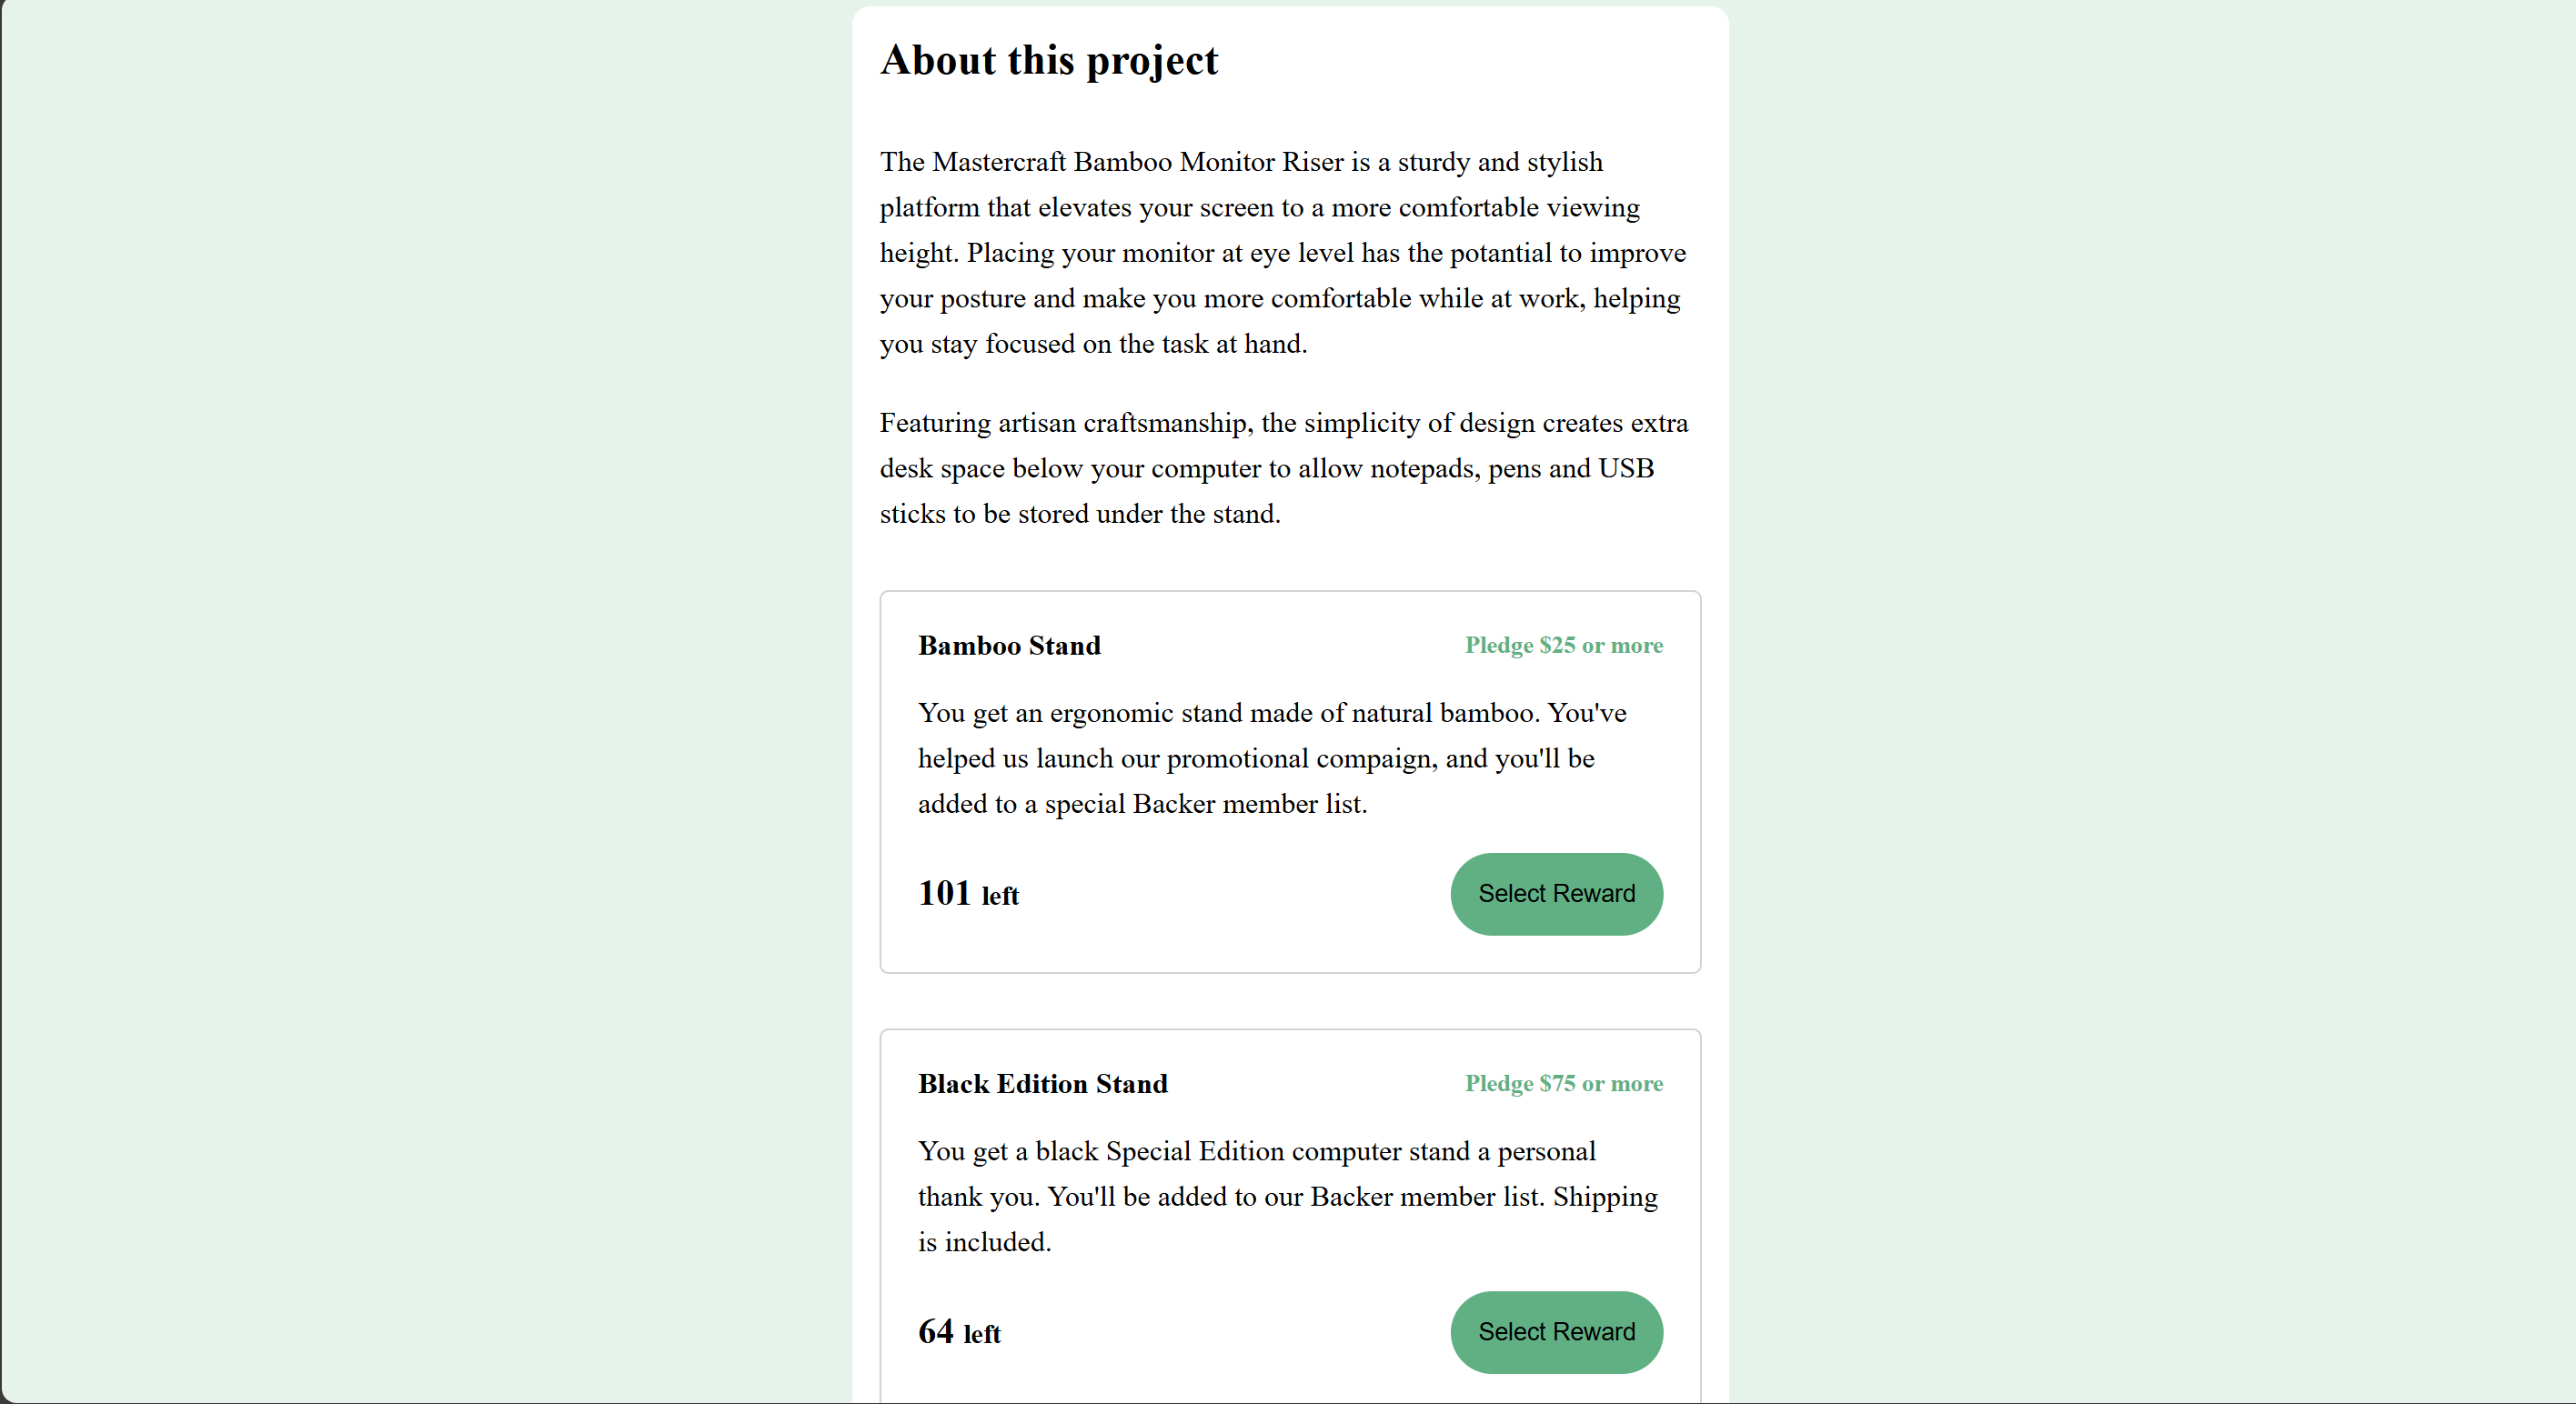 About this project
The Mastercraft Bamboo Monitor Riser is a sturdy and stylish
platform that elevates your screen to a more comfortable viewing
height. Placing your monitor at eye level has the potantial to improve
your posture and make you more comfortable while at work, helping
you stay focused on the task at hand.
Featuring artisan craftsmanship, the simplicity of design creates extra
desk space below your computer to allow notepads, pens and USB
sticks to be stored under the stand.
Bamboo Stand
Pledge $25 or more
You get an ergonomic stand made of natural bamboo. You've
helped us launch our promotional compaign, and you'll be
added to a special Backer member list.
101 left
Select Reward
Black Edition Stand
Pledge $75 or more
You get a black Special Edition computer stand a personal
thank you. You'll be added to our Backer member list. Shipping
is included.
64 left
Select Reward